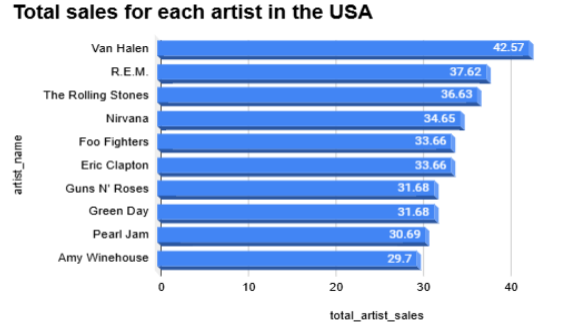 Total sales for each artist in the USA
artist_name
Van Halen 42.57
R.E.M. 37.62
The Rolling Stones 36.63
Nirvana 34.65
Foo Fighters 33.66
Eric Clapton 33.66
Guns N' Roses 31.68
Green Day 31.68
Pearl Jam 30.69
Amy Winehouse 29.7
0 10 20 30 40
total_artist_sales